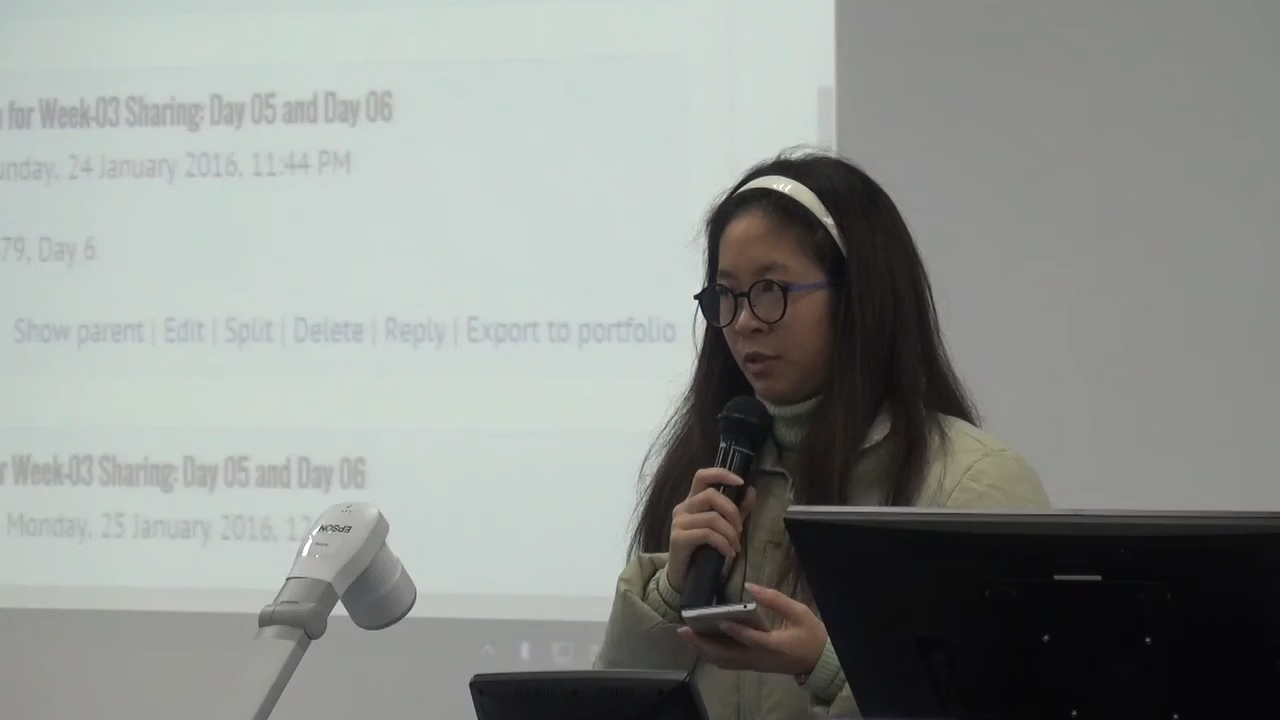 for Week-03 Sharing: Day 05 and Day 06
unday, 24 January 2016, 11:44 PM
79, Day 6
Show parent | Edit | Split | Delete | Reply | Export to portfolio
r Week-03 Sharing: Day 05 and Day 06
Monday, 25 January 2016, 12
EPSON